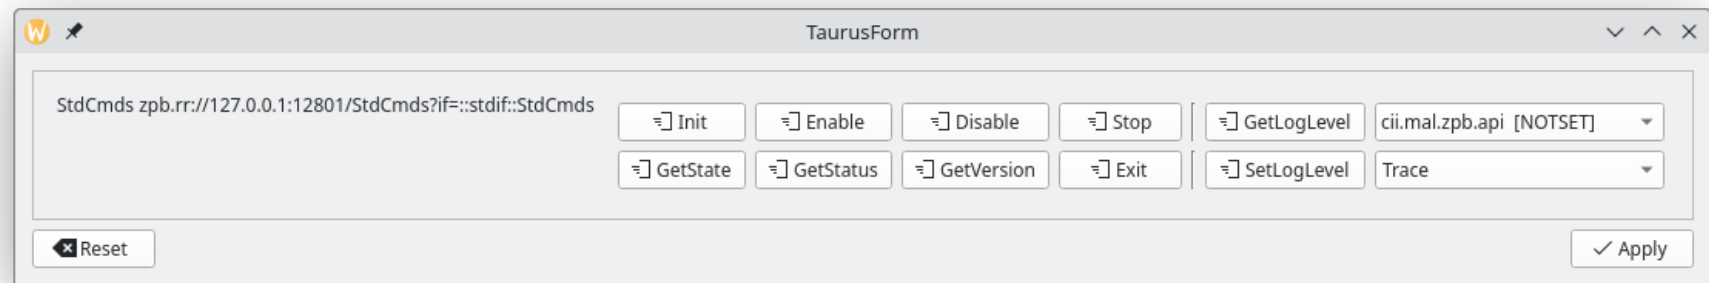 TaurusForm
StdCmds zpb.rr://127.0.0.1:12801/StdCmds?if=::stdif::StdCmds
Init Enable Disable Stop GetLogLevel cii.mal.zpb.api [NOTSET]
GetState GetStatus GetVersion Exit SetLogLevel Trace
Reset Apply